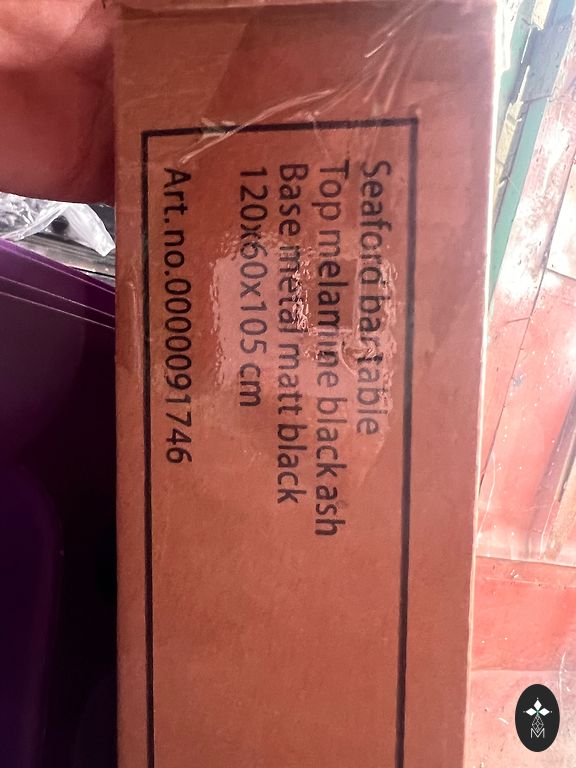 Seaford bar table
Top melamine black ash
Base metal matt black
120x60x105 cm
Art.no.0000091746
M